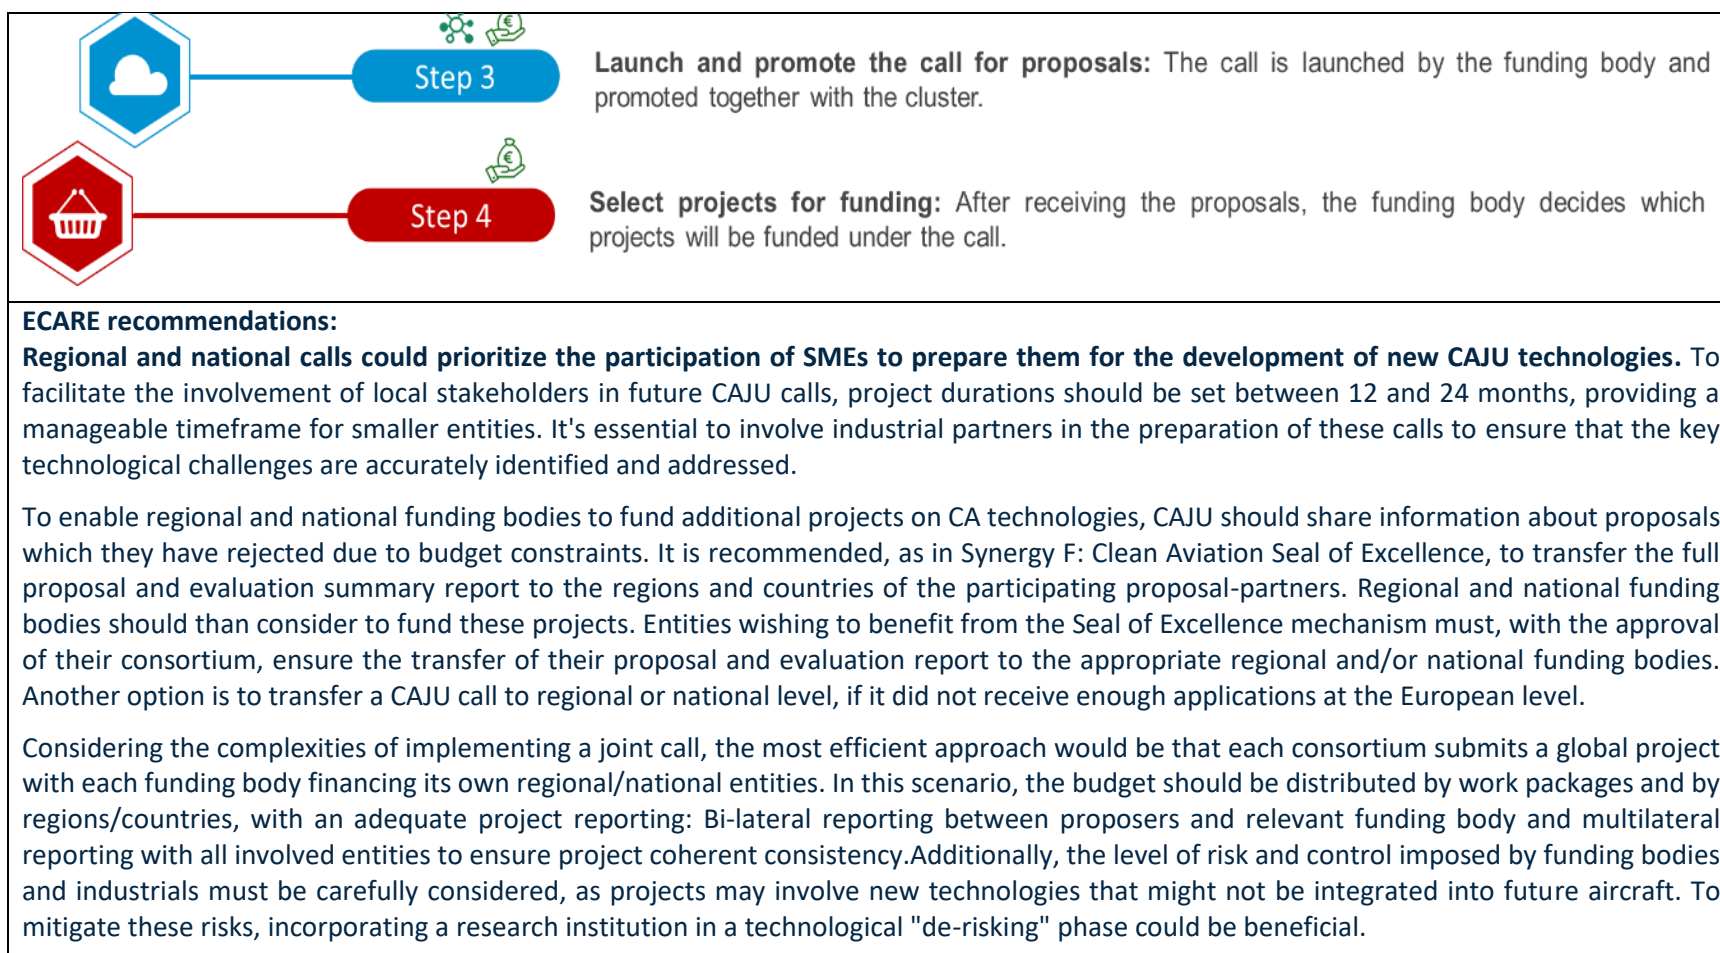 Step 3
Launch and promote the call for proposals: The call is launched by the funding body and
promoted together with the cluster.
Step 4
Select projects for funding: After receiving the proposals, the funding body decides which
projects will be funded under the call.
ECARE recommendations:
Regional and national calls could prioritize the participation of SMEs to prepare them for the development of new CAJU technologies. To
facilitate the involvement of local stakeholders in future CAJU calls, project durations should be set between 12 and 24 months, providing a
manageable timeframe for smaller entities. It's essential to involve industrial partners in the preparation of these calls to ensure that the key
technological challenges are accurately identified and addressed.
To enable regional and national funding bodies to fund additional projects on CA technologies, CAJU should share information about proposals
which they have rejected due to budget constraints. It is recommended, as in Synergy F: Clean Aviation Seal of Excellence, to transfer the full
proposal and evaluation summary report to the regions and countries of the participating proposal-partners. Regional and national funding
bodies should than consider to fund these projects. Entities wishing to benefit from the Seal of Excellence mechanism must, with the approval
of their consortium, ensure the transfer of their proposal and evaluation report to the appropriate regional and/or national funding bodies.
Another option is to transfer a CAJU call to regional or national level, if it did not receive enough applications at the European level.
Considering the complexities of implementing a joint call, the most efficient approach would be that each consortium submits a global project
with each funding body financing its own regional/national entities. In this scenario, the budget should be distributed by work packages and by
regions/countries, with an adequate project reporting: Bi-lateral reporting between proposers and relevant funding body and multilateral
reporting with all involved entities to ensure project coherent consistency.Additionally, the level of risk and control imposed by funding bodies
and industrials must be carefully considered, as projects may involve new technologies that might not be integrated into future aircraft. To
mitigate these risks, incorporating a research institution in a technological "de-risking" phase could be beneficial.